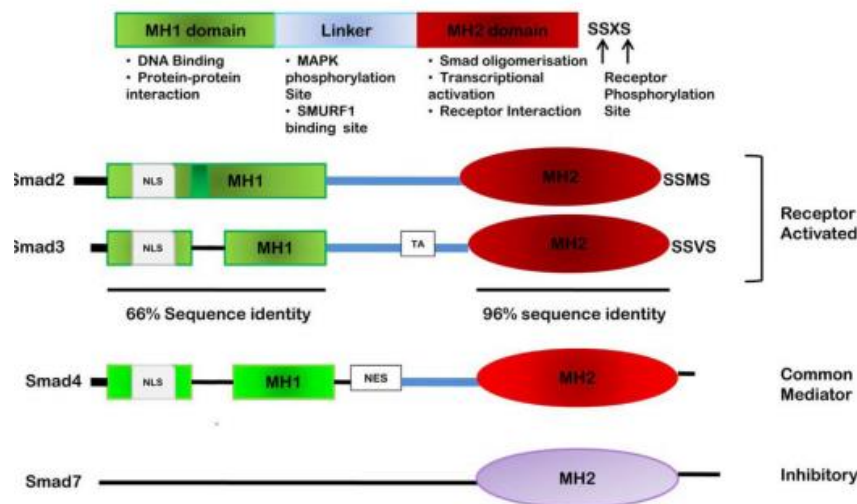 MH1 domain
Linker
MH2 domain
SSXS
• DNA Binding
• Protein-protein
interaction
• MAPK
phosphorylation
Site
• SMURF1
binding site
• Smad oligomerisation
• Transcriptional
activation
• Receptor Interaction
Receptor
Phosphorylation
Site
Smad2
NLS
MH1
MH2
SSMS
Smad3
NLS
MH1
TA
MH2
SSVS
Receptor
Activated
66% Sequence identity
96% sequence identity
Smad4
NLS
MH1
NES
MH2
Common
Mediator
Smad7
MH2
Inhibitory